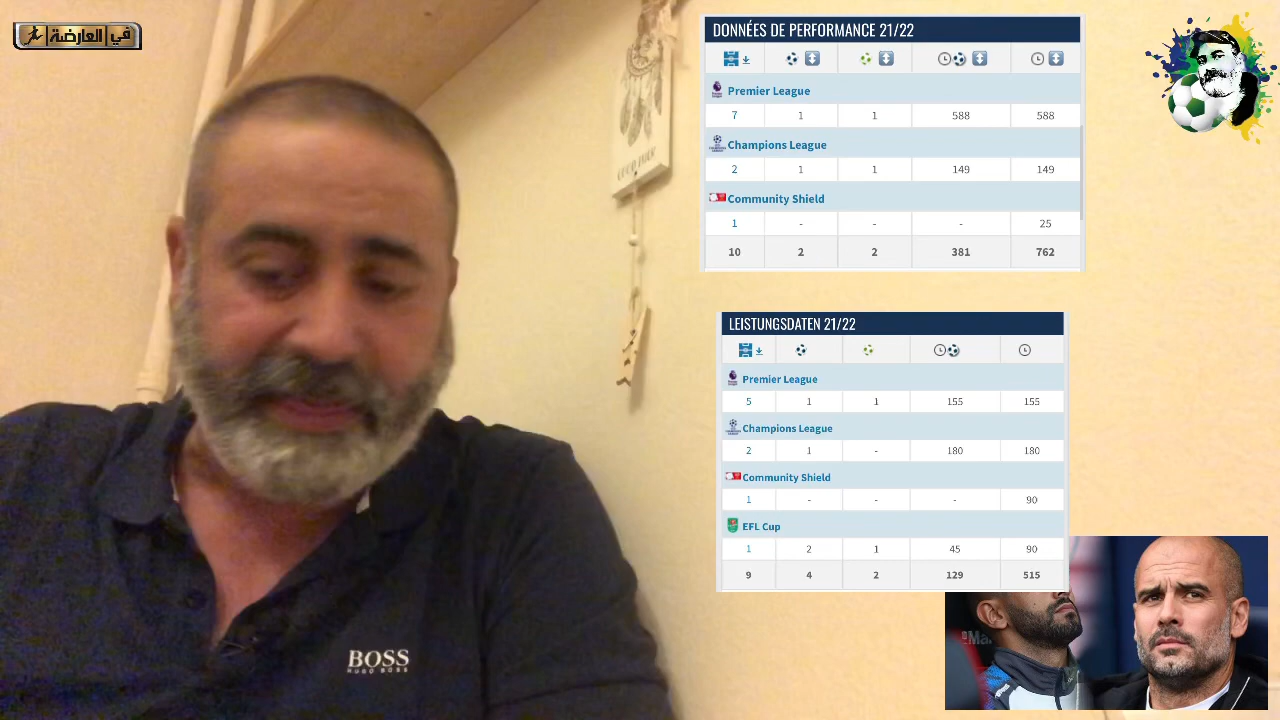 في العارضة
DONNÉES DE PERFORMANCE 21/22
Premier League
7 1 1 588 588
Champions League
2 1 1 149 149
Community Shield
1 - - - 25
10 2 2 381 762
LEISTUNGSDATEN 21/22
Premier League
5 1 1 155 155
Champions League
2 1 - 180 180
Community Shield
1 - - - 90
EFL Cup
1 2 1 45 90
9 4 2 129 515
BOSS
HUGO BOSS